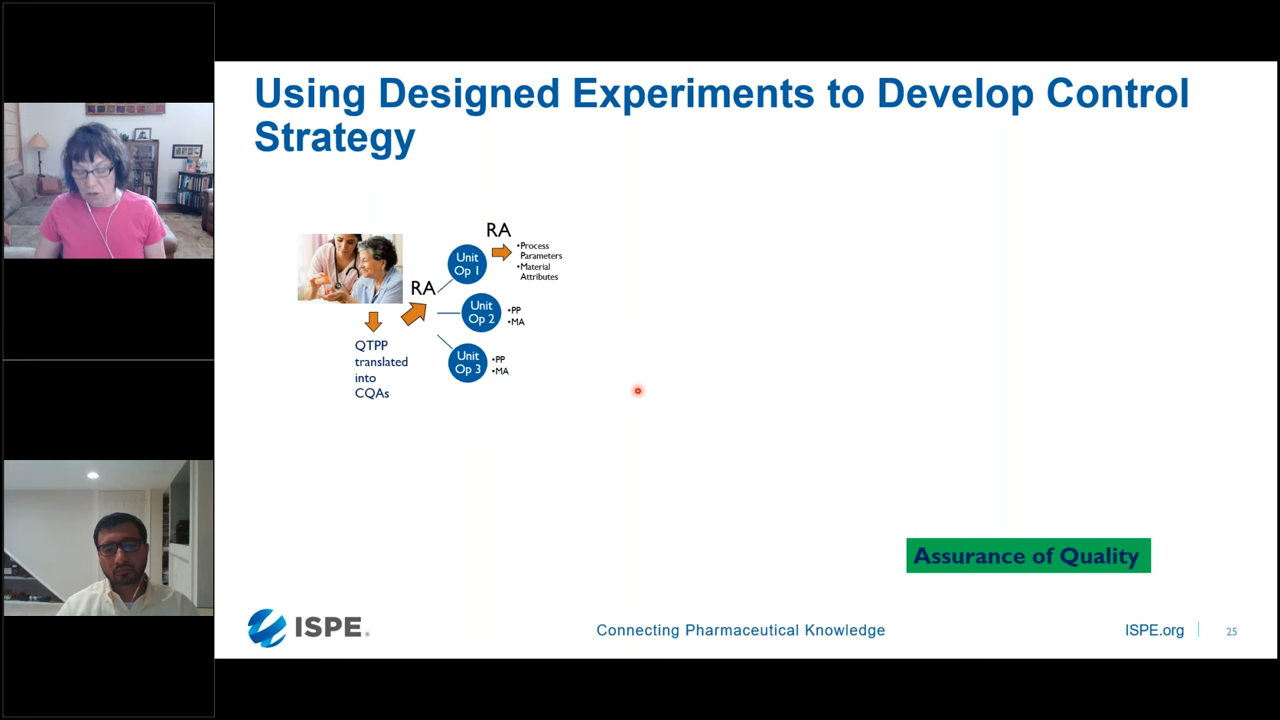 Using Designed Experiments to Develop Control
Strategy
RA
•Process
Parameters
•Material
Attributes
Unit
Op 1
RA
Unit
Op 2
•PP
•MA
QTPP
translated
into
CQAs
Unit
Op 3
•PP
•MA
Assurance of Quality
ISPE®
Connecting Pharmaceutical Knowledge
ISPE.org
25